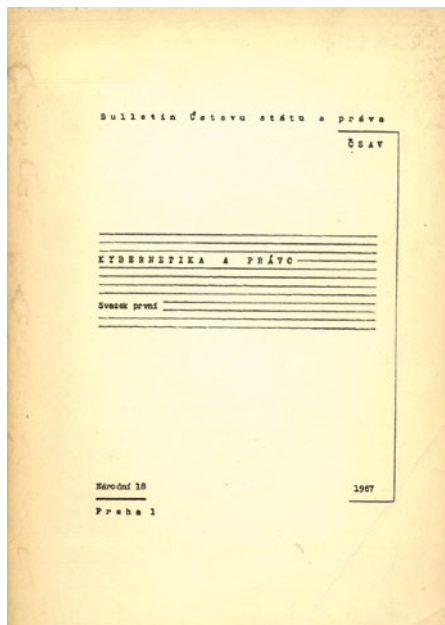 Bulletin Ústavu státu a práva
ČSAV
KYBERNETIKA A PRÁVO
Svazek první
Národní 18
1967
Praha 1